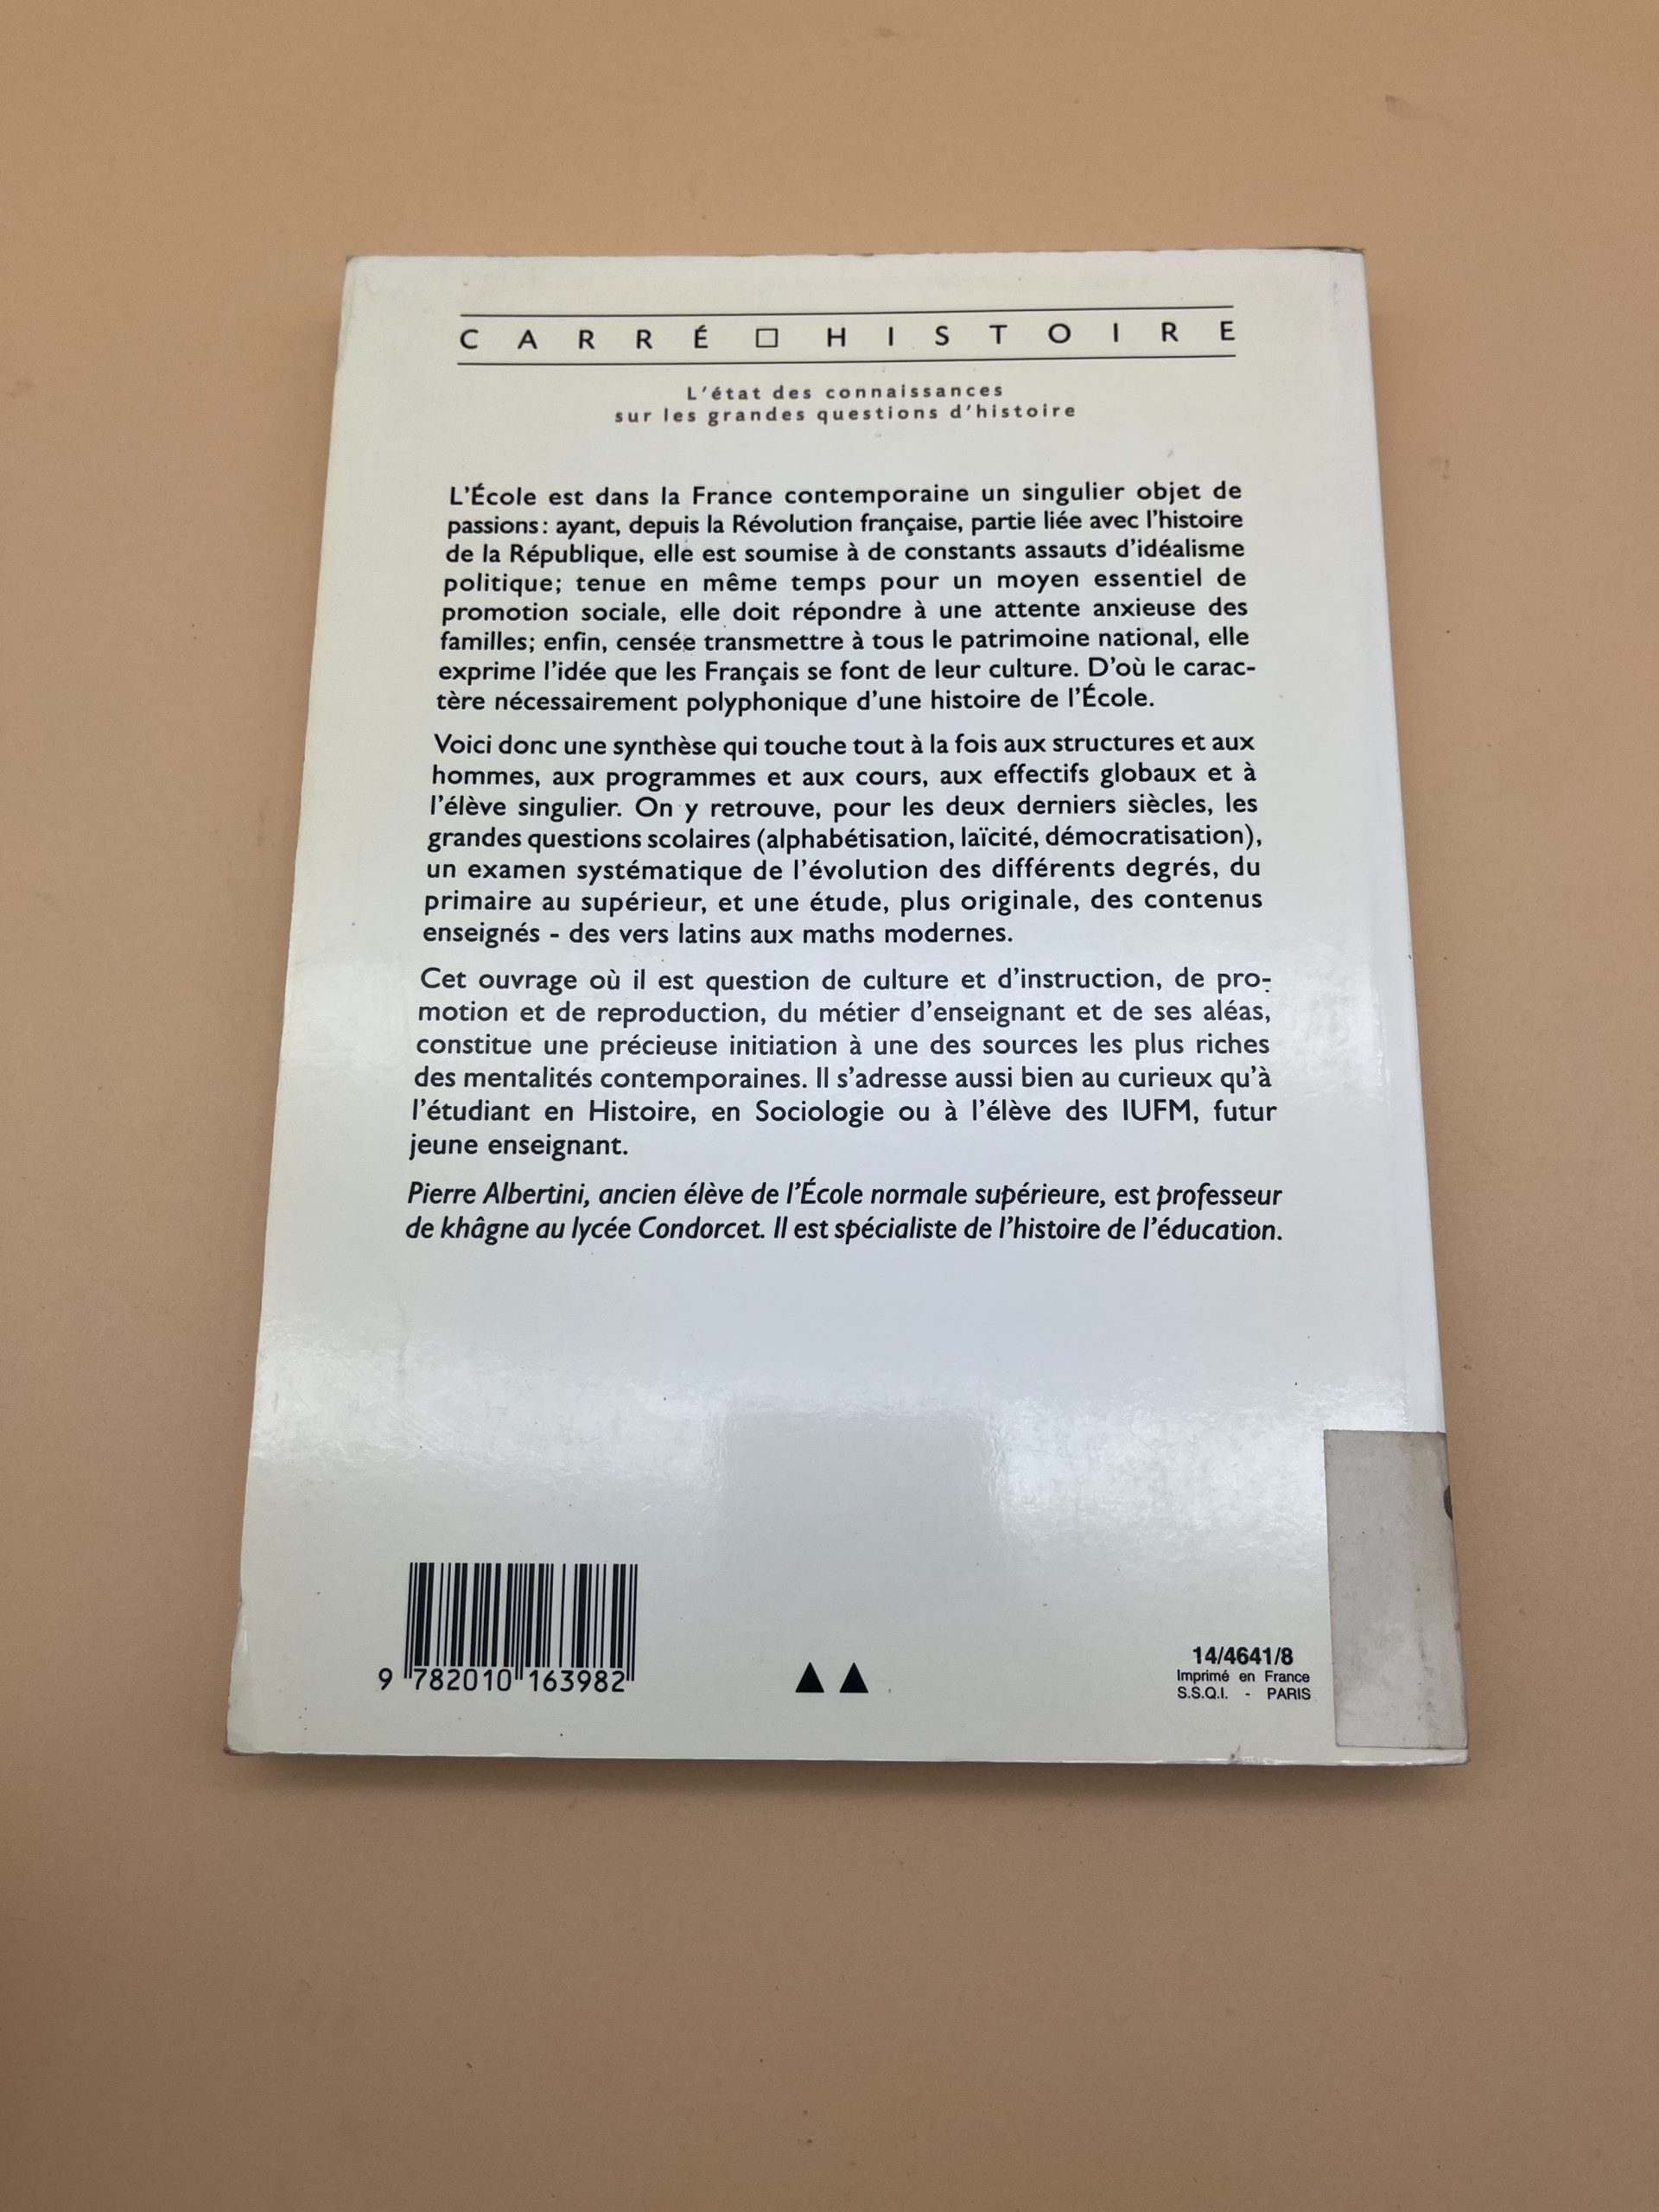 CARRÉ □ HISTOIRE
L'état des connaissances
sur les grandes questions d'histoire
L'École est dans la France contemporaine un singulier objet de
passions : ayant, depuis la Révolution française, partie liée avec l'histoire
de la République, elle est soumise à de constants assauts d'idéalisme
politique; tenue en même temps pour un moyen essentiel de
promotion sociale, elle doit répondre à une attente anxieuse des
familles; enfin, censée transmettre à tous le patrimoine national, elle
exprime l'idée que les Français se font de leur culture. D'où le carac-
tère nécessairement polyphonique d'une histoire de l'École.
Voici donc une synthèse qui touche tout à la fois aux structures et aux
hommes, aux programmes et aux cours, aux effectifs globaux et à
l'élève singulier. On y retrouve, pour les deux derniers siècles, les
grandes questions scolaires (alphabétisation, laïcité, démocratisation),
un examen systématique de l'évolution des différents degrés, du
primaire au supérieur, et une étude, plus originale, des contenus
enseignés - des vers latins aux maths modernes.
Cet ouvrage où il est question de culture et d'instruction, de pro-
motion et de reproduction, du métier d'enseignant et de ses aléas,
constitue une précieuse initiation à une des sources les plus riches
des mentalités contemporaines. Il s'adresse aussi bien au curieux qu'à
l'étudiant en Histoire, en Sociologie ou à l'élève des IUFM, futur
jeune enseignant.
Pierre Albertini, ancien élève de l'École normale supérieure, est professeur
de khâgne au lycée Condorcet. Il est spécialiste de l'histoire de l'éducation.
9 782010 163982
14/4641/8
Imprimé en France
S.S.Q.I. - PARIS